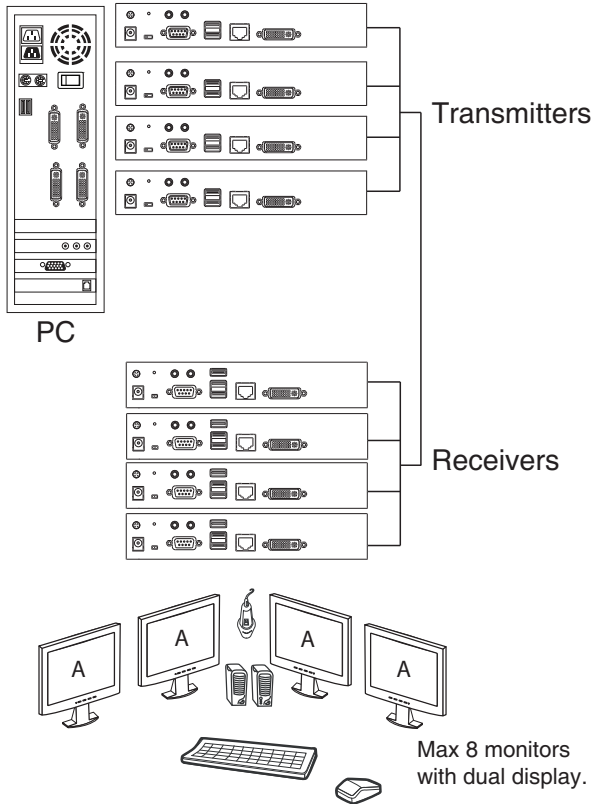 Transmitters
PC
Receivers
A
A
A
A
Max 8 monitors
with dual display.